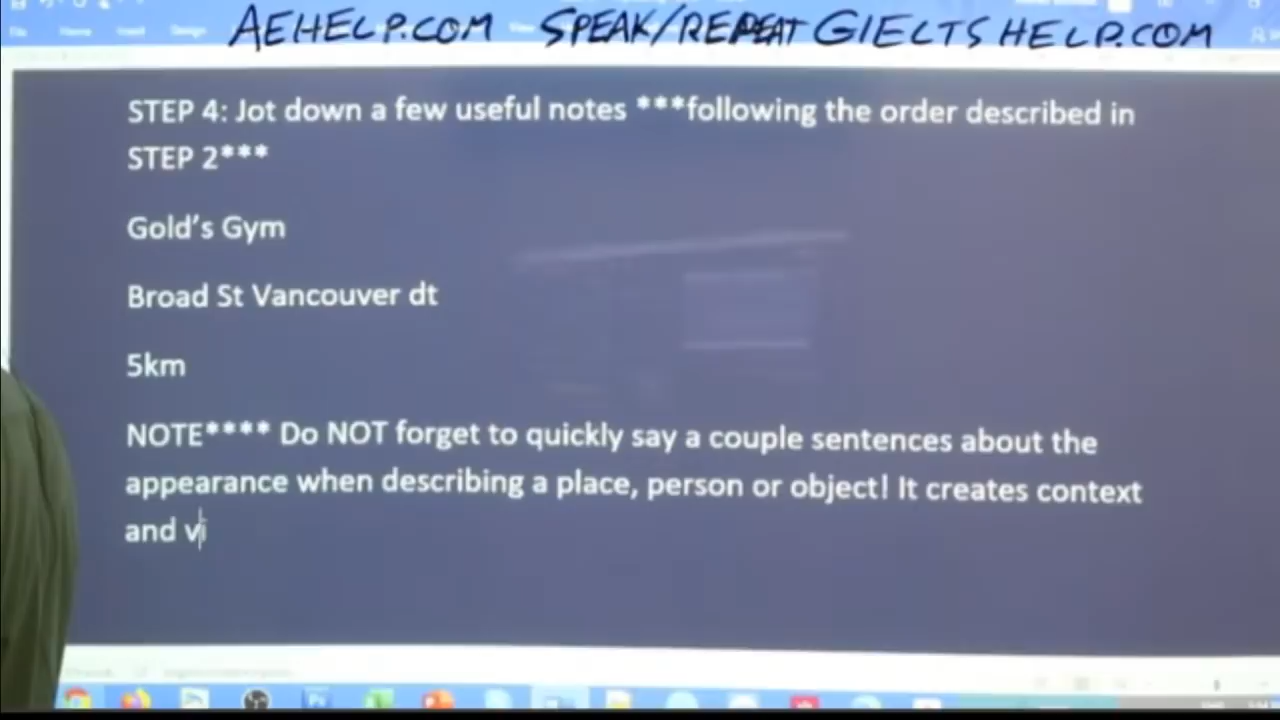 AEHELP.COM SPEAK/REPEAT GIELTSHELP.COM
STEP 4: Jot down a few useful notes ***following the order described in
STEP 2***
Gold's Gym
Broad St Vancouver dt
5km
NOTE**** Do NOT forget to quickly say a couple sentences about the
appearance when describing a place, person or object! It creates context
and vi